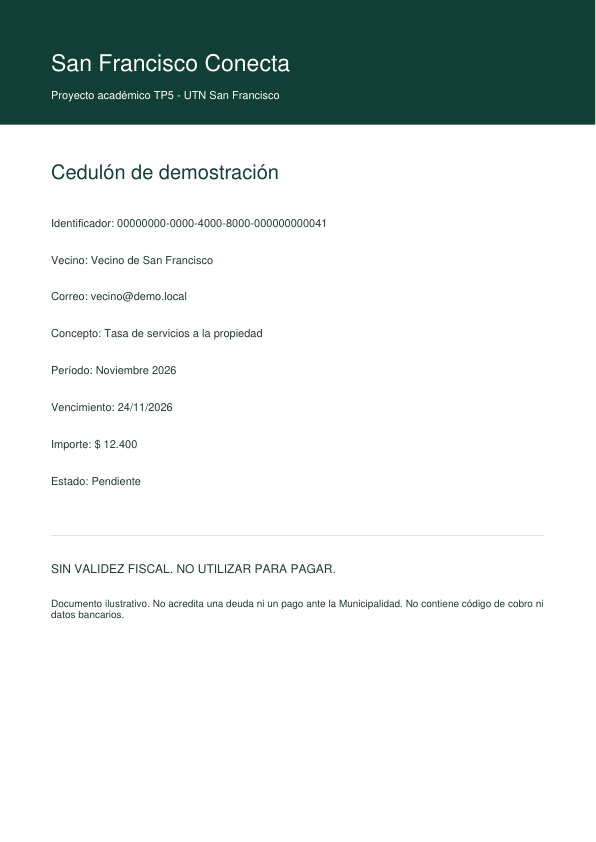 San Francisco Conecta
Proyecto académico TP5 - UTN San Francisco
Cedulón de demostración
Identificador: 00000000-0000-4000-8000-000000000041
Vecino: Vecino de San Francisco
Correo: vecino@demo.local
Concepto: Tasa de servicios a la propiedad
Período: Noviembre 2026
Vencimiento: 24/11/2026
Importe: $ 12.400
Estado: Pendiente
SIN VALIDEZ FISCAL. NO UTILIZAR PARA PAGAR.
Documento ilustrativo. No acredita una deuda ni un pago ante la Municipalidad. No contiene código de cobro ni
datos bancarios.